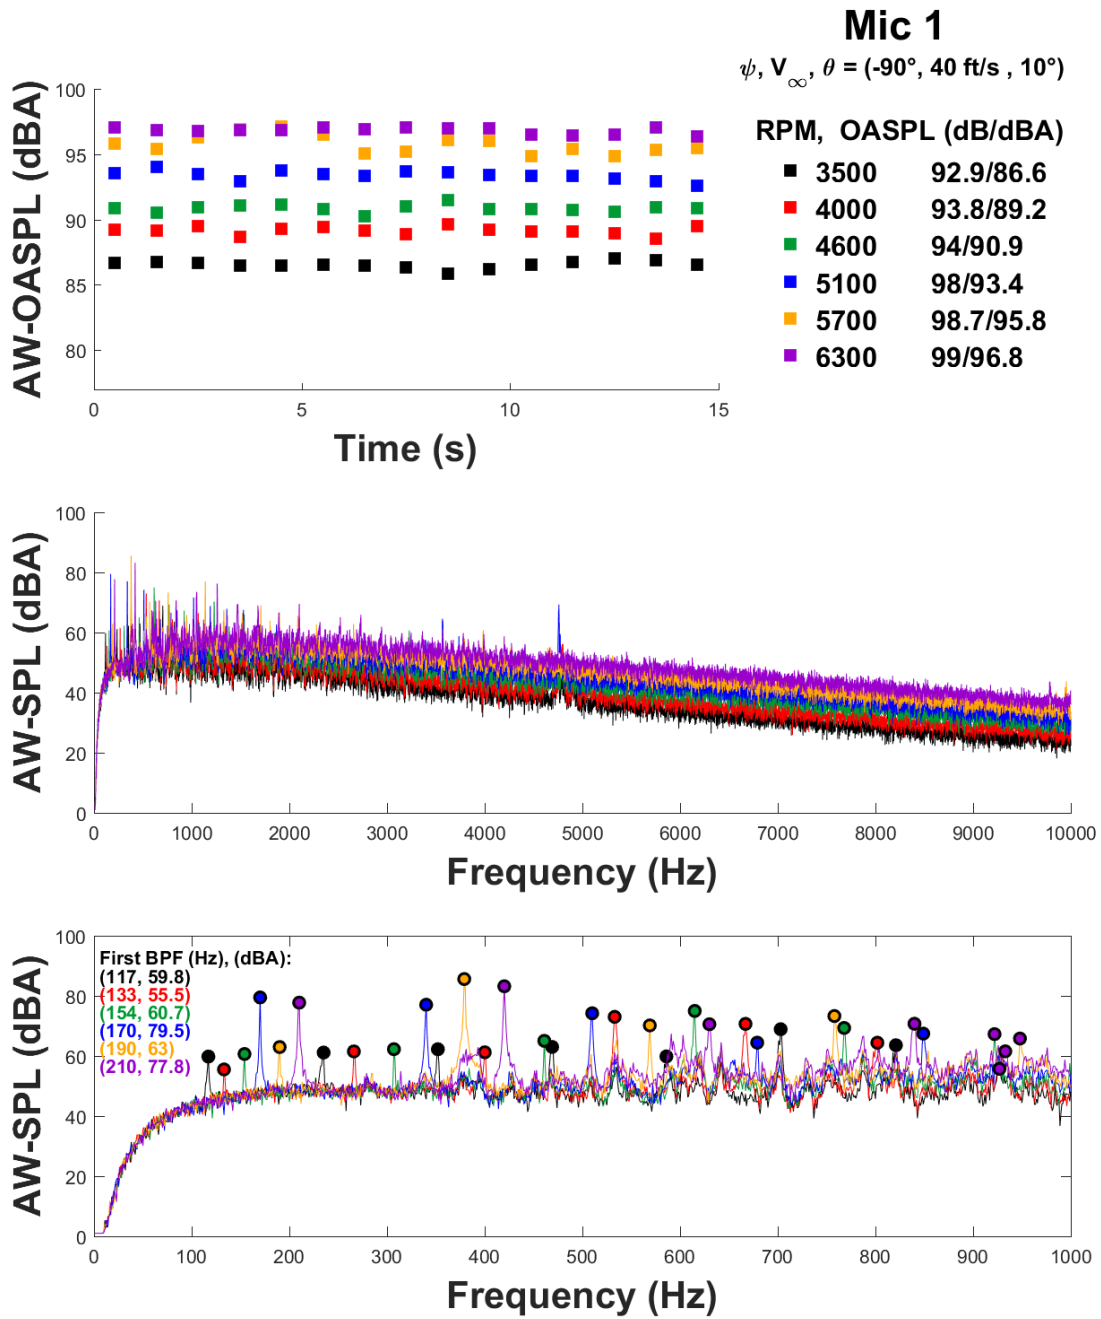 Mic 1
ψ, V∞, θ = (-90°, 40 ft/s , 10°)
RPM, OASPL (dB/dBA)
3500 92.9/86.6
4000 93.8/89.2
4600 94/90.9
5100 98/93.4
5700 98.7/95.8
6300 99/96.8
AW-OASPL (dBA)
100
95
90
85
80
0 5 10 15
Time (s)
AW-SPL (dBA)
100
80
60
40
20
0
0 1000 2000 3000 4000 5000 6000 7000 8000 9000 10000
Frequency (Hz)
AW-SPL (dBA)
100
80
60
40
20
0
First BPF (Hz), (dBA):
(117, 59.8)
(133, 55.5)
(154, 60.7)
(170, 79.5)
(190, 63)
(210, 77.8)
0 100 200 300 400 500 600 700 800 900 1000
Frequency (Hz)